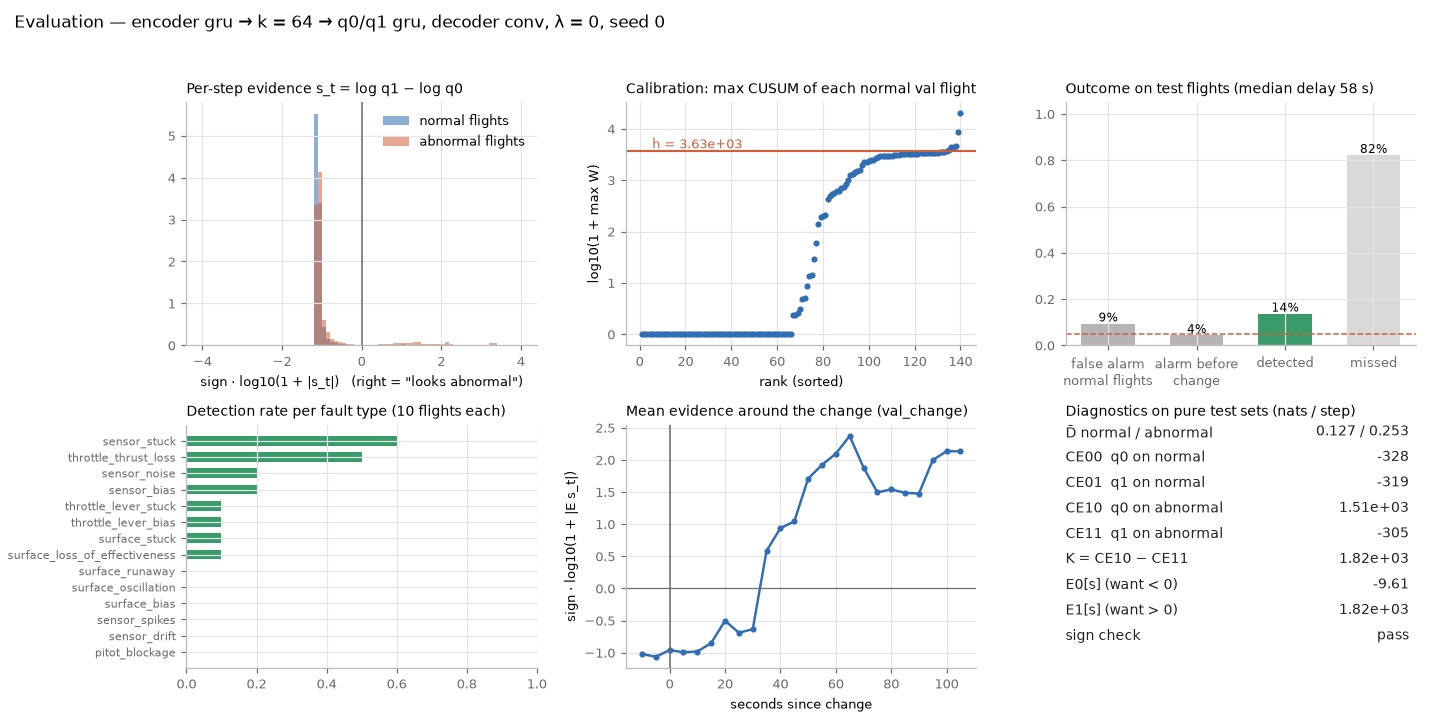 Evaluation — encoder gru → k = 64 → q0/q1 gru, decoder conv, λ = 0, seed 0
Per-step evidence s_t = log q1 − log q0
normal flights
abnormal flights
5
4
3
2
1
0
−4
−2
0
2
4
sign · log10(1 + |s_t|)   (right = "looks abnormal")
Calibration: max CUSUM of each normal val flight
h = 3.63e+03
log10(1 + max W)
4
3
2
1
0
0
20
40
60
80
100
120
140
rank (sorted)
Outcome on test flights (median delay 58 s)
1.0
0.8
0.6
0.4
0.2
0.0
9%
4%
14%
82%
false alarm
normal flights
alarm before
change
detected
missed
Detection rate per fault type (10 flights each)
sensor_stuck
throttle_thrust_loss
sensor_noise
sensor_bias
throttle_lever_stuck
throttle_lever_bias
surface_stuck
surface_loss_of_effectiveness
surface_runaway
surface_oscillation
surface_bias
sensor_spikes
sensor_drift
pitot_blockage
0.0
0.2
0.4
0.6
0.8
1.0
Mean evidence around the change (val_change)
sign · log10(1 + |E s_t|)
2.5
2.0
1.5
1.0
0.5
0.0
−0.5
−1.0
0
20
40
60
80
100
seconds since change
Diagnostics on pure test sets (nats / step)
D̄ normal / abnormal 0.127 / 0.253
CE00  q0 on normal -328
CE01  q1 on normal -319
CE10  q0 on abnormal 1.51e+03
CE11  q1 on abnormal -305
K = CE10 − CE11 1.82e+03
E0[s] (want < 0) -9.61
E1[s] (want > 0) 1.82e+03
sign check pass